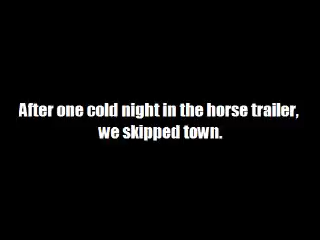 After one cold night in the horse trailer,
we skipped town.